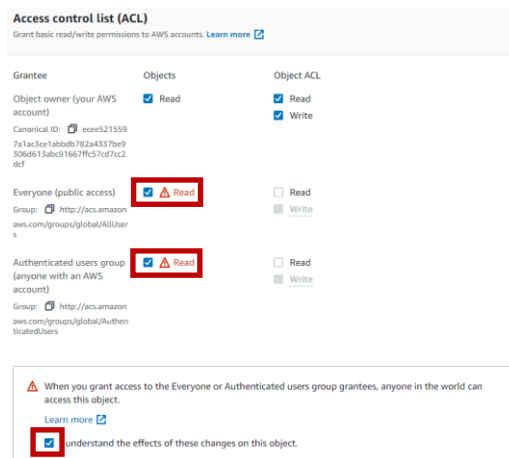 Access control list (ACL)
Grant basic read/write permissions to AWS accounts. Learn more
Grantee Objects Object ACL
Object owner (your AWS Read Read
account) Write
Canonical ID: ecee521559
7a1ac3ce1abbdb782a4337be9
306d613abc91667ffc57cd7cc2
dcf
Everyone (public access) Read Read
Group: http://acs.amazon Write
aws.com/groups/global/AllUser
s
Authenticated users group Read Read
(anyone with an AWS Write
account)
Group: http://acs.amazon
aws.com/groups/global/Authen
ticatedUsers
When you grant access to the Everyone or Authenticated users group grantees, anyone in the world can
access this object.
Learn more
understand the effects of these changes on this object.